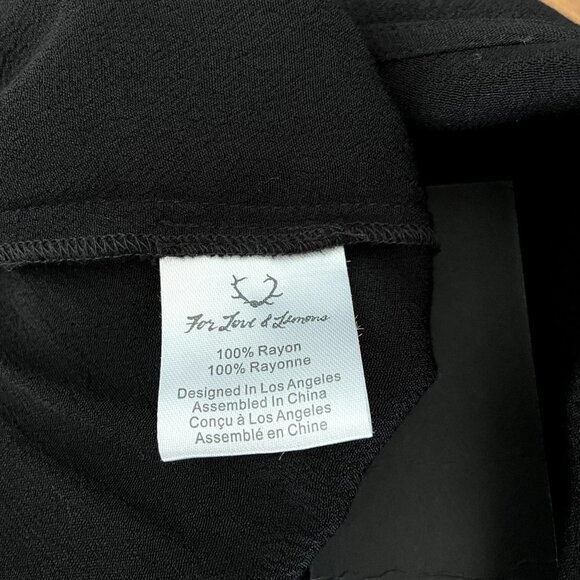 For Love & Lemons
100% Rayon
100% Rayonne
Designed In Los Angeles
Assembled In China
Conçu à Los Angeles
Assemblé en Chine